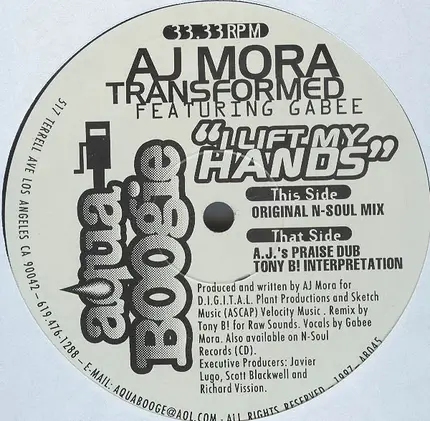 33.33 RPM
AJ MORA
TRANSFORMED
FEATURING GABEE
"I LIFT MY
HANDS"
aqua
BOOgie
This Side
ORIGINAL N-SOUL MIX
That Side
A.J.'s PRAISE DUB
TONY B! INTERPRETATION
Produced and written by AJ Mora for
D.I.G.I.T.A.L. Plant Productions and Sketch
Music (ASCAP) Velocity Music . Remix by
Tony B! for Raw Sounds. Vocals by Gabee
Mora. Also available on N-Soul
Records (CD).
Executive Producers: Javier
Lugo, Scott Blackwell and
Richard Vission.
517 TERRELL AVE LOS ANGELES CA 90042 – 619.476-1288 – E-MAIL: AQUABOOGE@AOL.COM - ALL RIGHTS RESERVED –1997 AB045